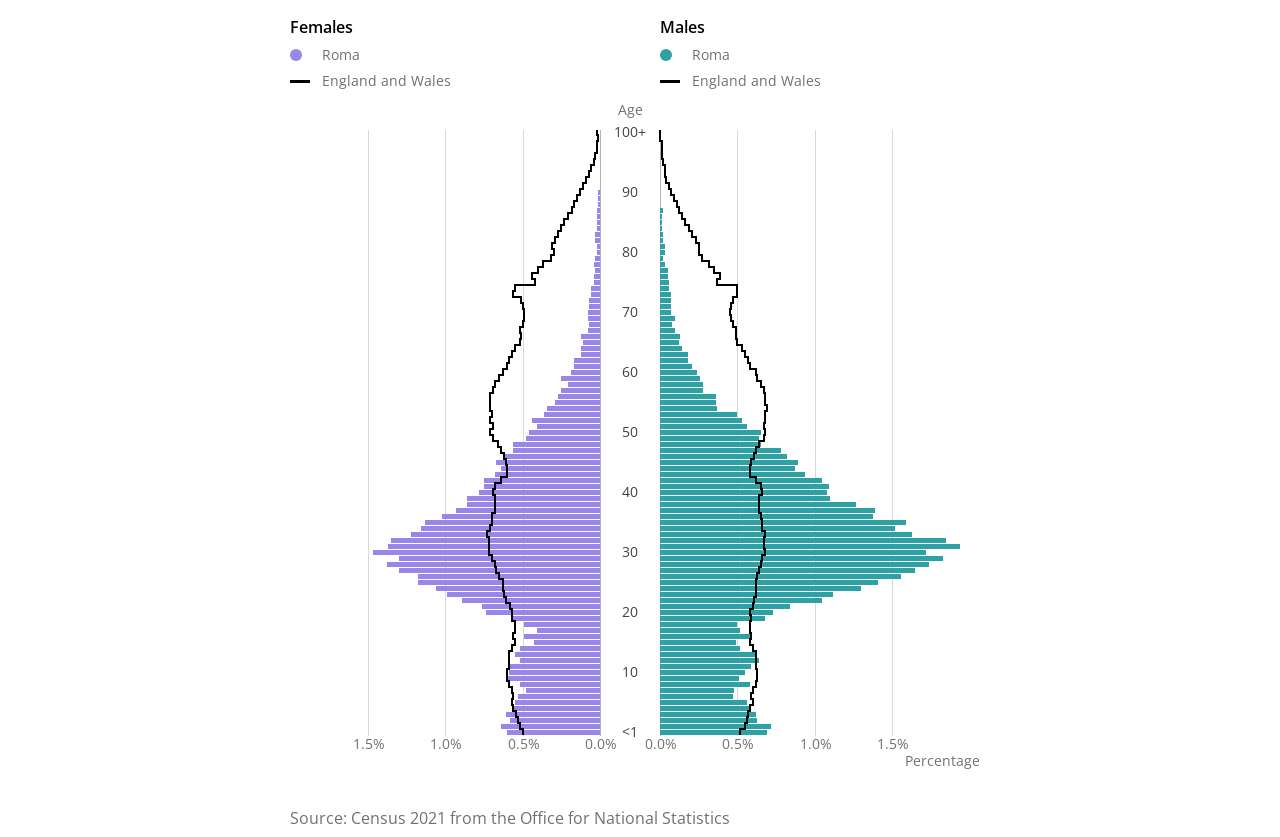 Females
Males
Roma
Roma
England and Wales
England and Wales
Age
100+
90
80
70
60
50
40
30
20
10
<1
1.5%
1.0%
0.5%
0.0%
0.0%
0.5%
1.0%
1.5%
Percentage
Source: Census 2021 from the Office for National Statistics